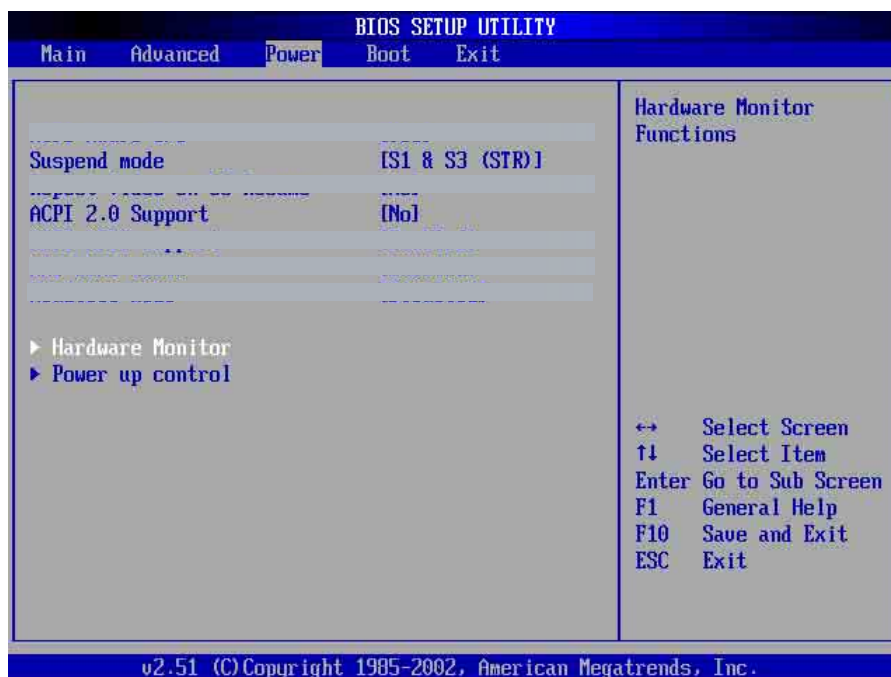 BIOS SETUP UTILITY
Main Advanced Power Boot Exit
Suspend mode [S1 & S3 (STR)]
ACPI 2.0 Support [No]
▶ Hardware Monitor
▶ Power up control
Hardware Monitor
Functions
↔ Select Screen
↑↓ Select Item
Enter Go to Sub Screen
F1 General Help
F10 Save and Exit
ESC Exit
v2.51 (C)Copyright 1985-2002, American Megatrends, Inc.